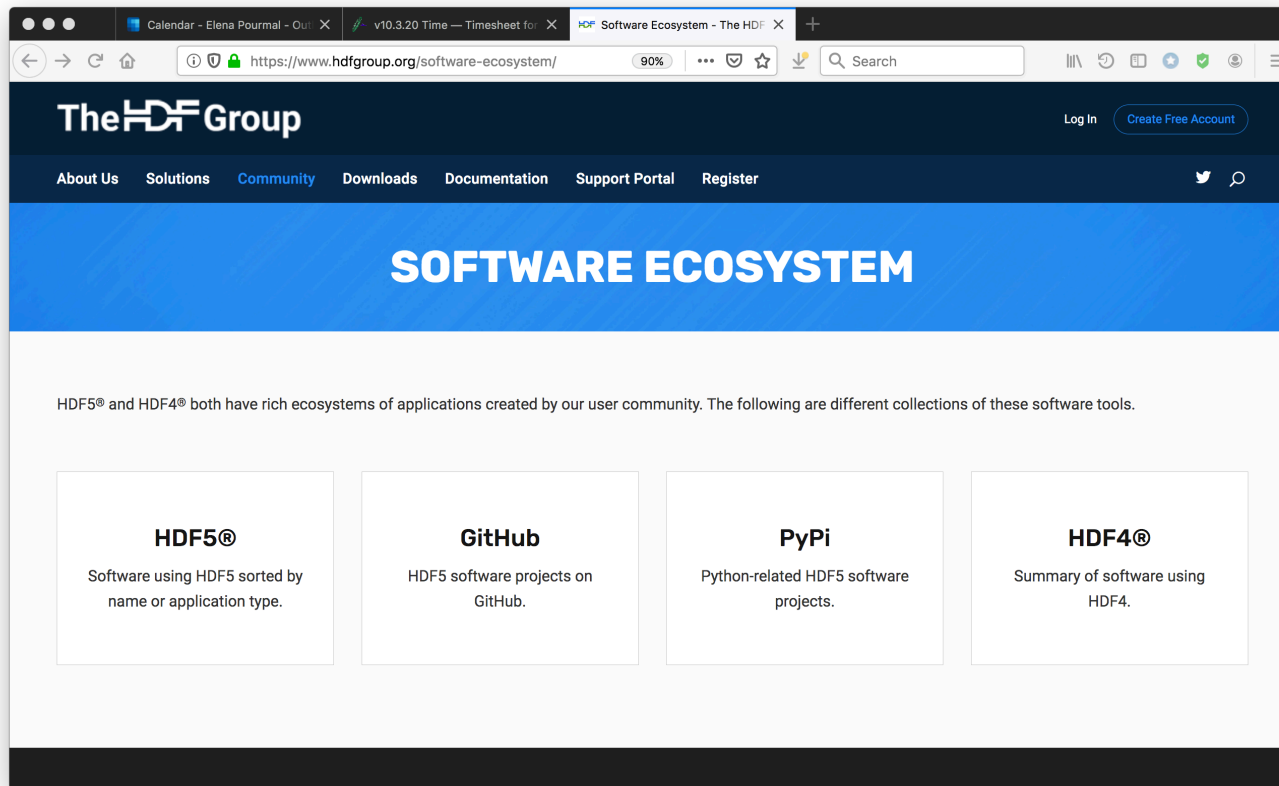 Calendar - Elena Pourmal - Out
v10.3.20 Time — Timesheet for
HDF Software Ecosystem - The HDF
https://www.hdfgroup.org/software-ecosystem/
90%
Search
The HDF Group
Log In
Create Free Account
About Us
Solutions
Community
Downloads
Documentation
Support Portal
Register
SOFTWARE ECOSYSTEM
HDF5® and HDF4® both have rich ecosystems of applications created by our user community. The following are different collections of these software tools.
HDF5®
Software using HDF5 sorted by
name or application type.
GitHub
HDF5 software projects on
GitHub.
PyPi
Python-related HDF5 software
projects.
HDF4®
Summary of software using
HDF4.